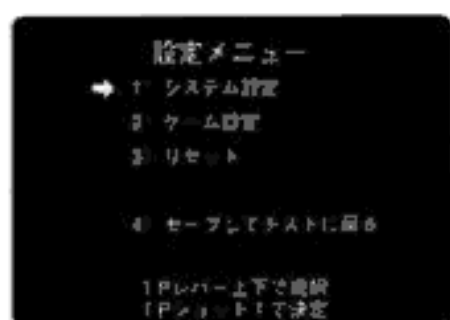 設定メニュー
➡ 1) システム設定
2) ゲーム設定
3) リセット
4) セーブしてテストに戻る
1Pレバー上下で選択
1Pショット1で決定